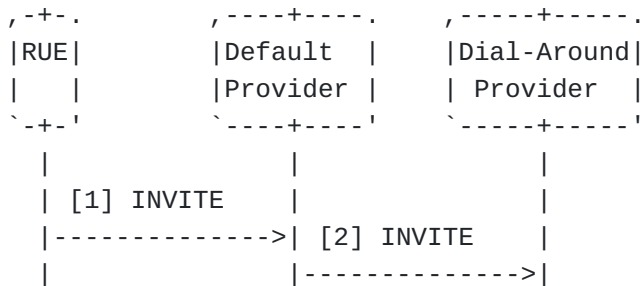 ,-+-.          ,----+----.    ,-----+-----.
|RUE|          |Default  |    |Dial-Around|
|   |          |Provider |    | Provider  |
`-+-'          `----+----'    `-----+-----'
  |                 |               |
  | [1] INVITE      |               |
  |-------------->| [2] INVITE    |
  |                 |-------------->|